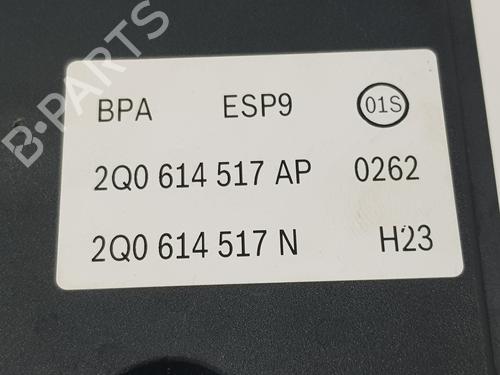 BPA ESP9 01S
2Q0 614 517 AP 0262
2Q0 614 517 N H23
B-PARTS